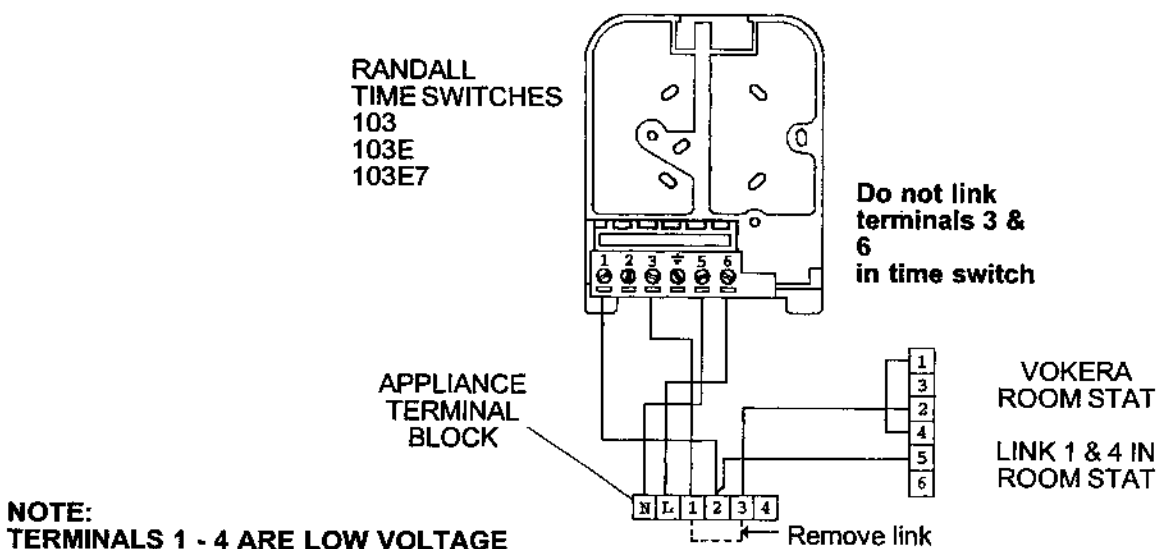 RANDALL
TIME SWITCHES
103
103E
103E7
Do not link
terminals 3 &
6
in time switch
1 2 3 ⏚ 5 6
APPLIANCE
TERMINAL
BLOCK
1
3
2
4
5
6
VOKERA
ROOM STAT
LINK 1 & 4 IN
ROOM STAT
N L 1 2 3 4
Remove link
NOTE:
TERMINALS 1 - 4 ARE LOW VOLTAGE